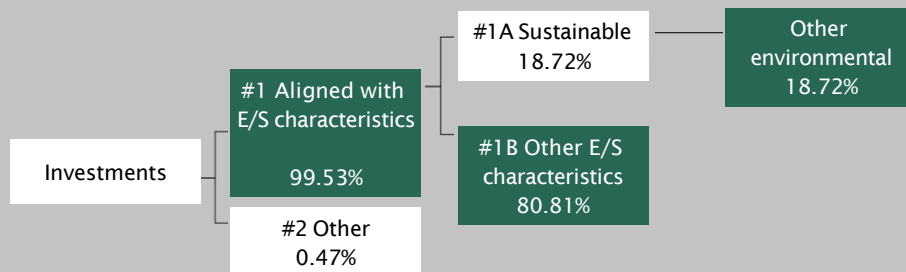 Investments
#1 Aligned with
E/S characteristics
99.53%
#2 Other
0.47%
#1A Sustainable
18.72%
#1B Other E/S
characteristics
80.81%
Other
environmental
18.72%